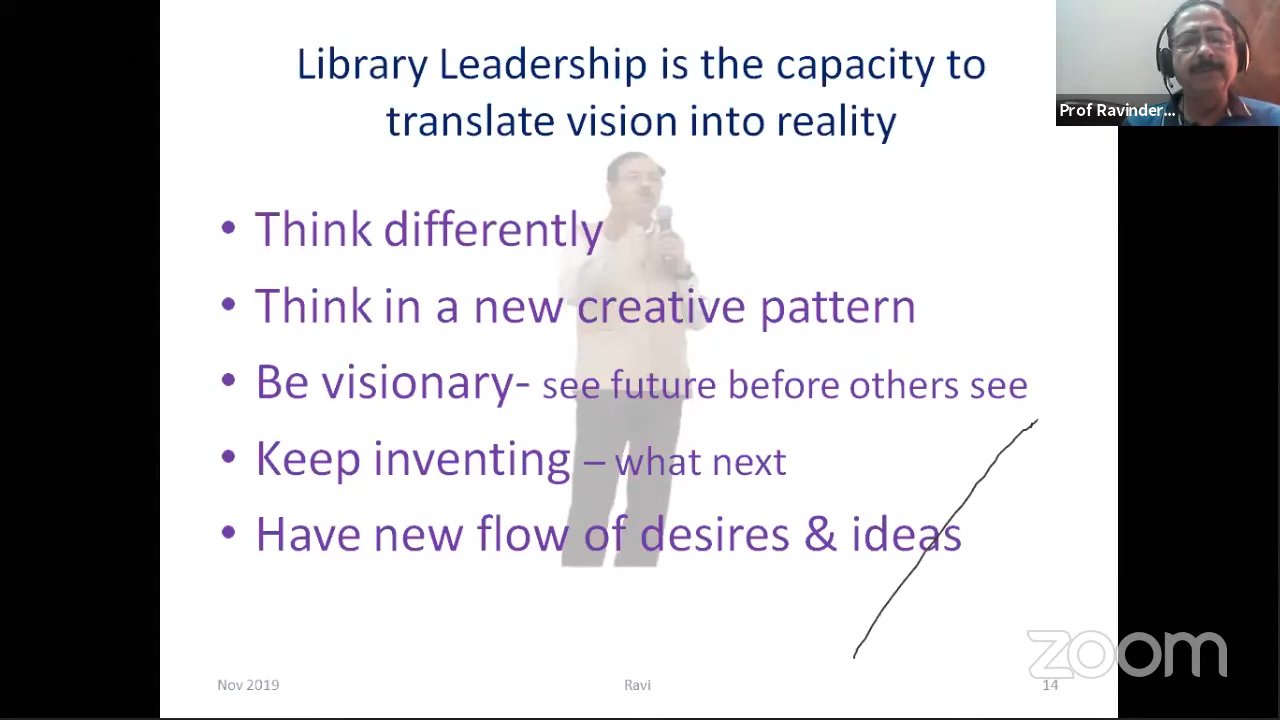 Library Leadership is the capacity to
translate vision into reality
Prof Ravinder...
• Think differently
• Think in a new creative pattern
• Be visionary- see future before others see
• Keep inventing – what next
• Have new flow of desires & ideas
zoom
Nov 2019
Ravi
14